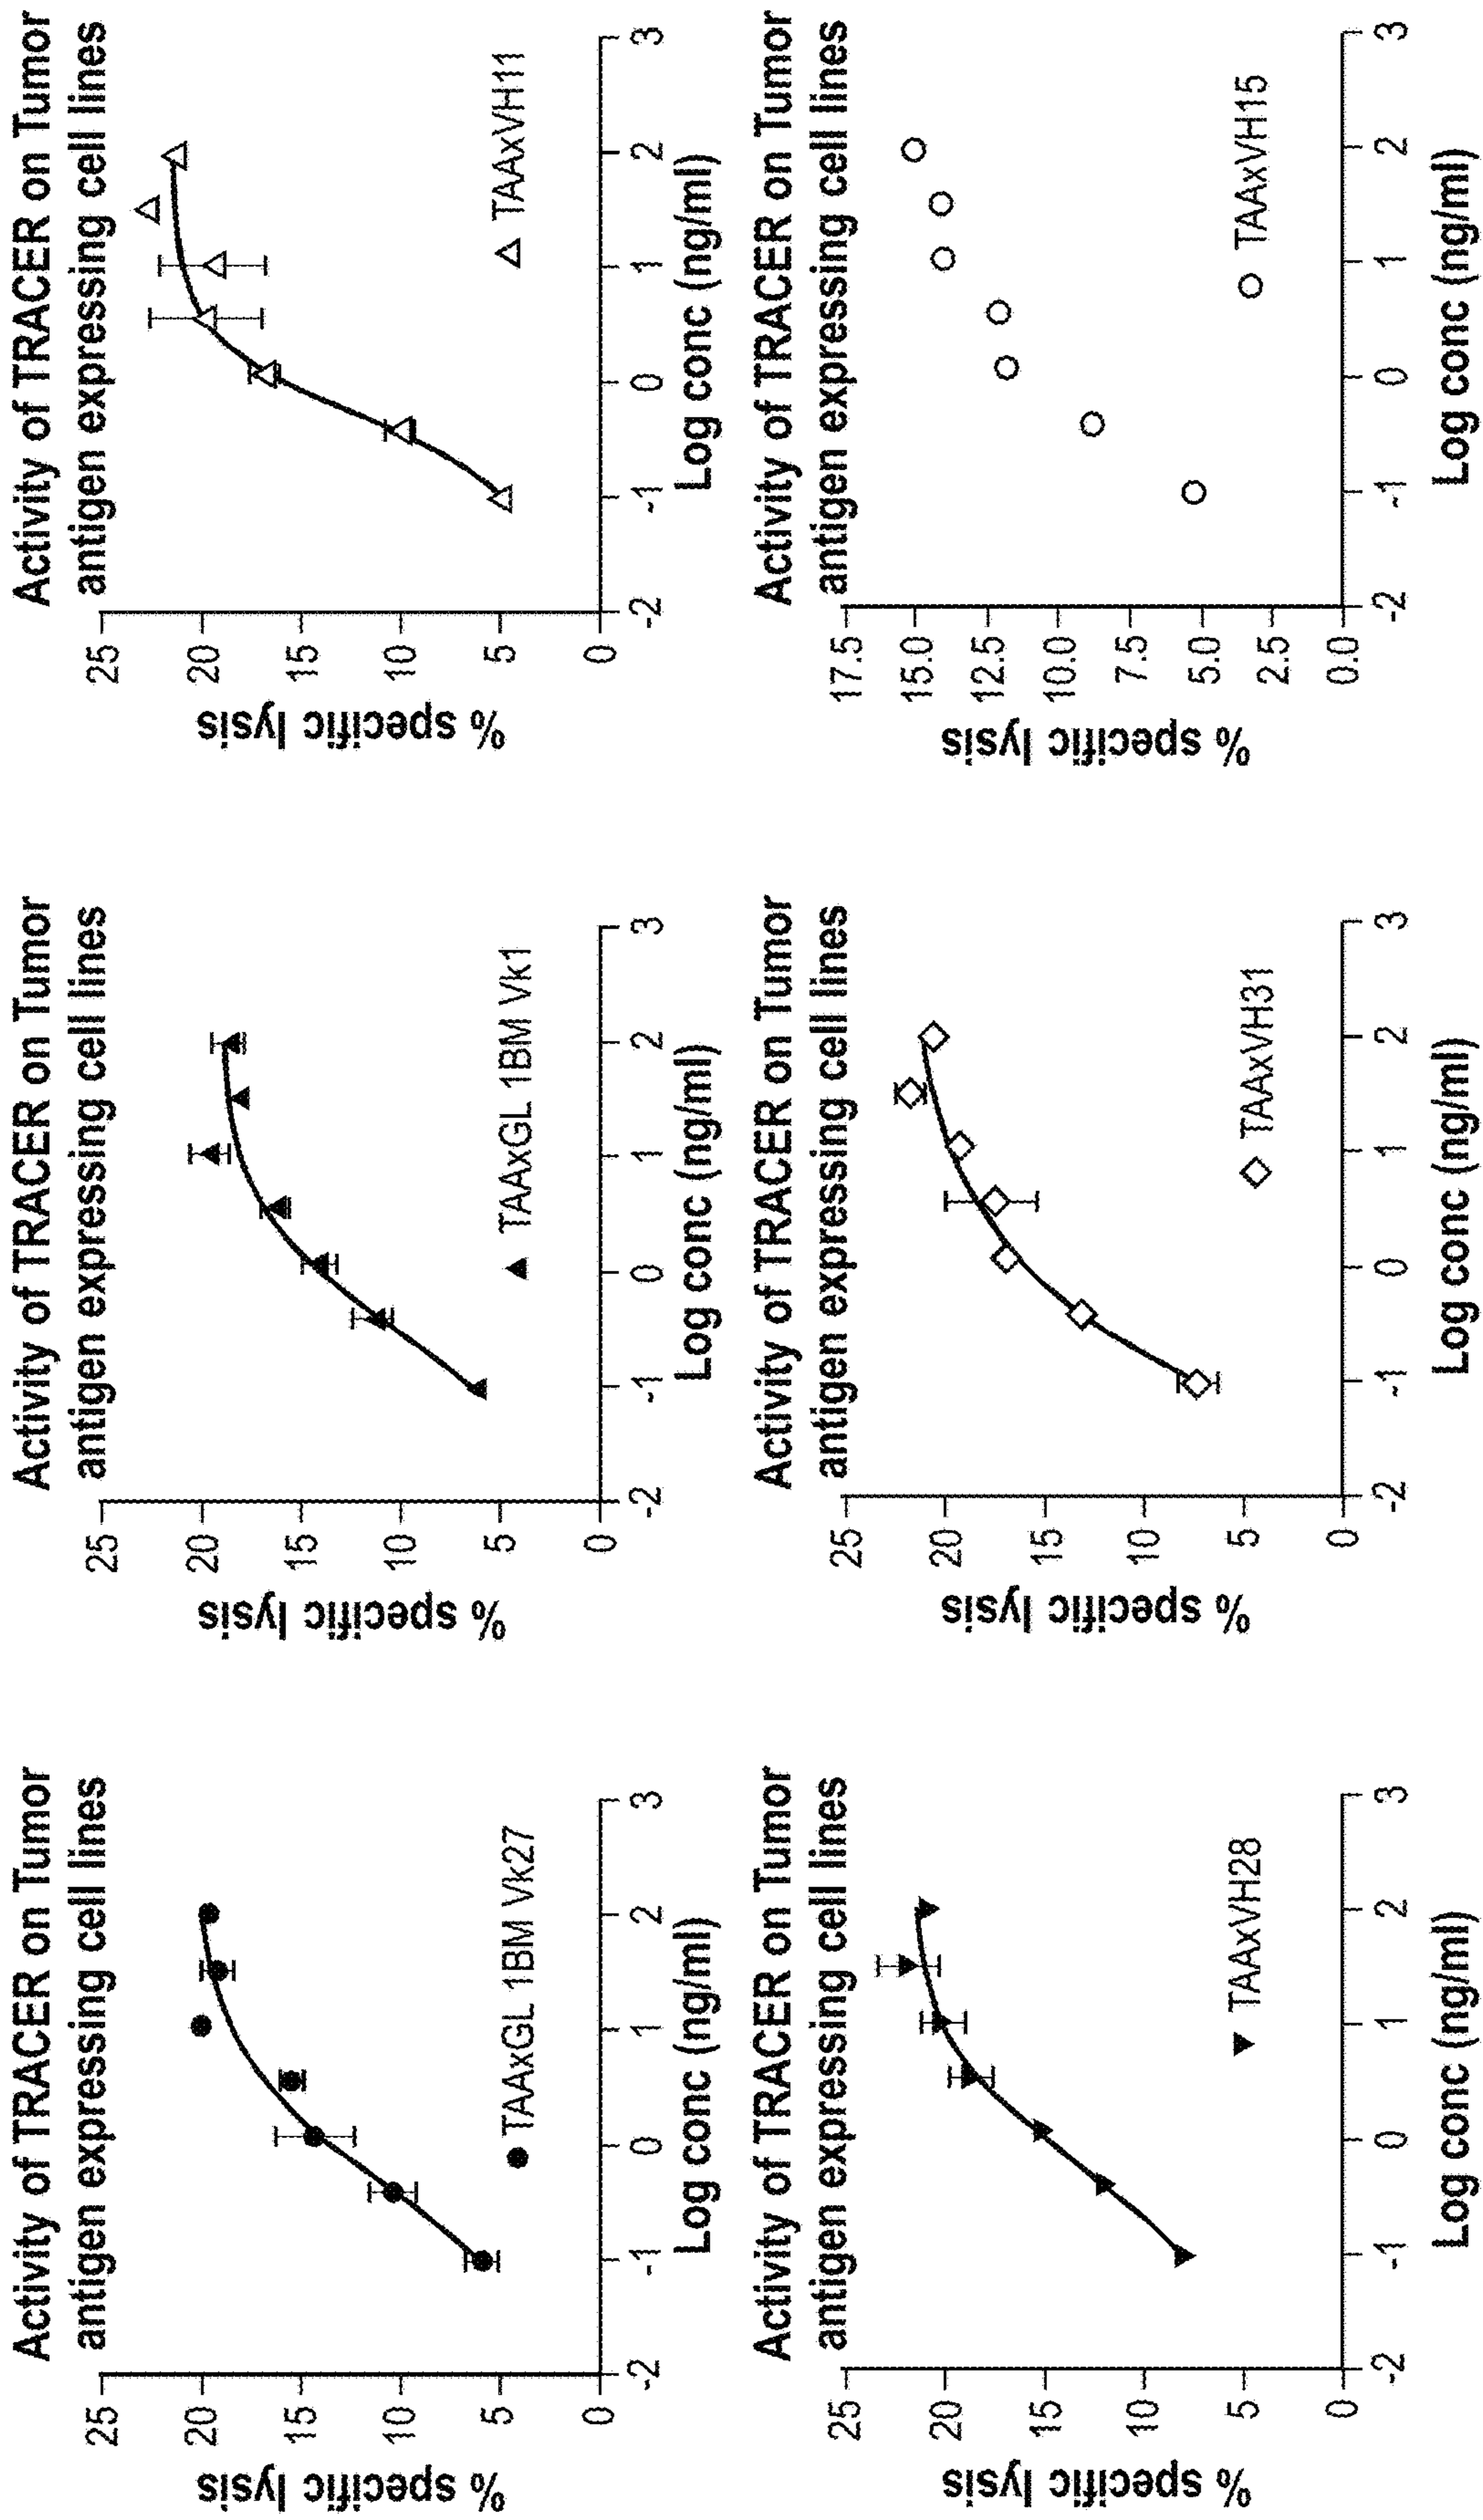 Activity of TRACER on Tumor
antigen expressing cell lines
% specific lysis
25
20
15
10
5
0
-2
-1
0
1
2
3
Log conc (ng/ml)
TAAxGL 1BM Vk27
Activity of TRACER on Tumor
antigen expressing cell lines
% specific lysis
25
20
15
10
5
0
-2
-1
0
1
2
3
Log conc (ng/ml)
TAAxGL 1BM Vk1
Activity of TRACER on Tumor
antigen expressing cell lines
% specific lysis
25
20
15
10
5
0
-2
-1
0
1
2
3
Log conc (ng/ml)
TAAxVH11
Activity of TRACER on Tumor
antigen expressing cell lines
% specific lysis
25
20
15
10
5
0
-2
-1
0
1
2
3
Log conc (ng/ml)
TAAxVH28
Activity of TRACER on Tumor
antigen expressing cell lines
% specific lysis
25
20
15
10
5
0
-2
-1
0
1
2
3
Log conc (ng/ml)
TAAxVH31
Activity of TRACER on Tumor
antigen expressing cell lines
% specific lysis
17.5
15.0
12.5
10.0
7.5
5.0
2.5
0.0
-2
-1
0
1
2
3
Log conc (ng/ml)
TAAxVH15